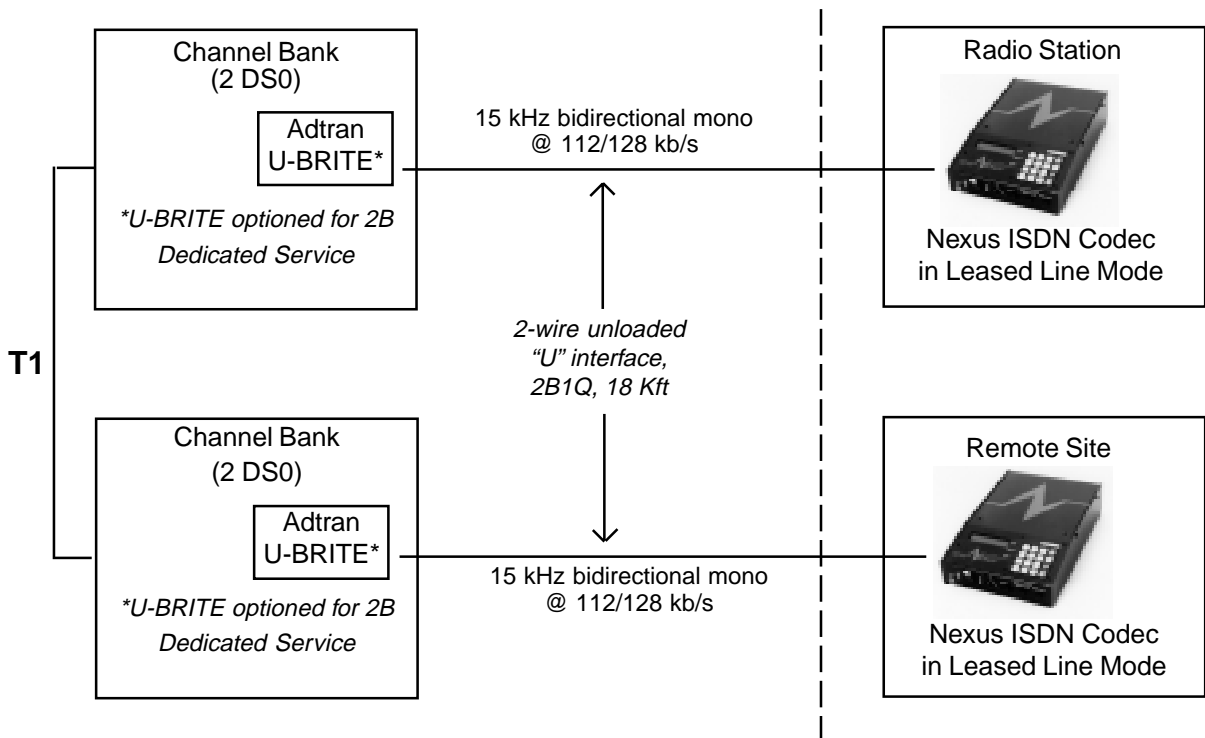 Channel Bank
(2 DS0)
Adtran
U-BRITE*
*U-BRITE optioned for 2B
Dedicated Service
15 kHz bidirectional mono
@ 112/128 kb/s
Radio Station
Nexus ISDN Codec
in Leased Line Mode
T1
2-wire unloaded
“U” interface,
2B1Q, 18 Kft
Channel Bank
(2 DS0)
Adtran
U-BRITE*
*U-BRITE optioned for 2B
Dedicated Service
15 kHz bidirectional mono
@ 112/128 kb/s
Remote Site
Nexus ISDN Codec
in Leased Line Mode